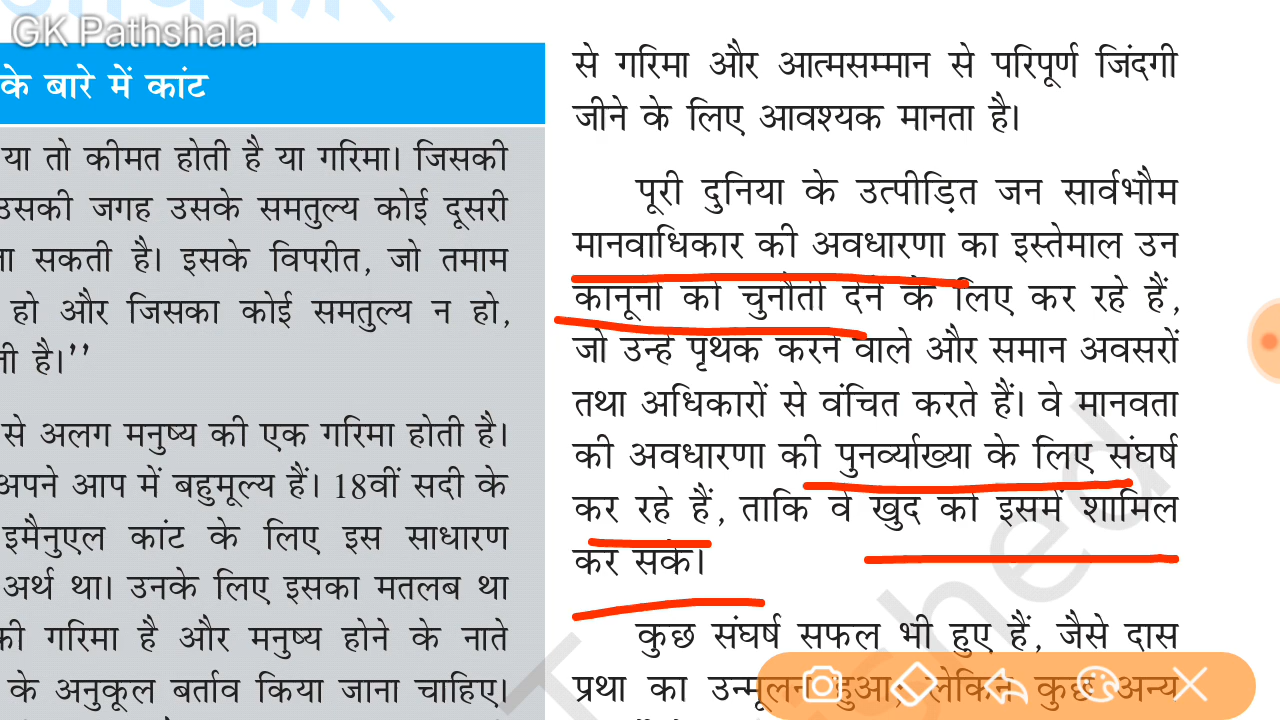 अधिकार
GK Pathshala
के बारे में कांट
या तो कीमत होती है या गरिमा। जिसकी
उसकी जगह उसके समतुल्य कोई दूसरी
सकती है। इसके विपरीत, जो तमाम
हो और जिसका कोई समतुल्य न हो,
है।''
से अलग मनुष्य की एक गरिमा होती है।
अपने आप में बहुमूल्य हैं। 18वीं सदी के
इमैनुएल कांट के लिए इस साधारण
अर्थ था। उनके लिए इसका मतलब था
की गरिमा है और मनुष्य होने के नाते
के अनुकूल बर्ताव किया जाना चाहिए।
से गरिमा और आत्मसम्मान से परिपूर्ण जिंदगी
जीने के लिए आवश्यक मानता है।
पूरी दुनिया के उत्पीड़ित जन सार्वभौम
मानवाधिकार की अवधारणा का इस्तेमाल उन
कानूनों को चुनौती देने के लिए कर रहे हैं,
जो उन्हें पृथक करने वाले और समान अवसरों
तथा अधिकारों से वंचित करते हैं। वे मानवता
की अवधारणा की पुनर्व्याख्या के लिए संघर्ष
कर रहे हैं, ताकि वे खुद को इसमें शामिल
कर सकें।
कुछ संघर्ष सफल भी हुए हैं, जैसे दास
प्रथा का उन्मूलन हुआ; लेकिन कुछ अन्य